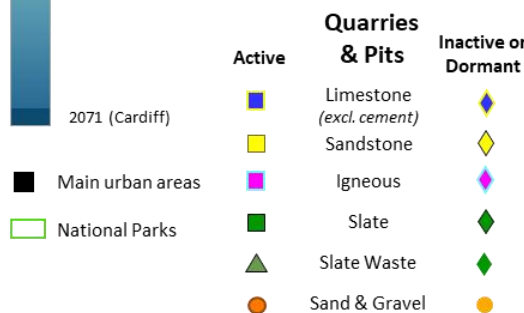 Quarries
& Pits
Active
Inactive or
Dormant
2071 (Cardiff)
Limestone
(excl. cement)
Sandstone
Main urban areas
Igneous
National Parks
Slate
Slate Waste
Sand & Gravel